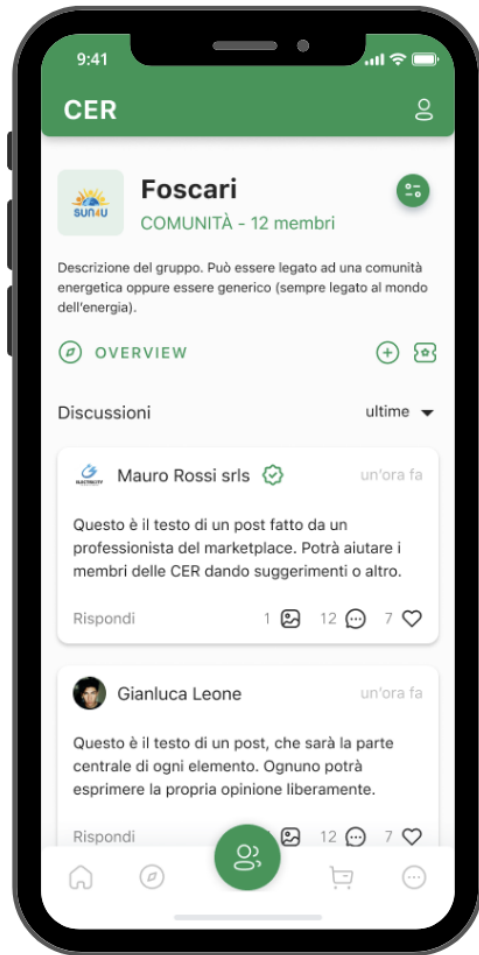 9:41
CER
Foscari
SUN4U
COMUNITÀ - 12 membri
Descrizione del gruppo. Può essere legato ad una comunità
energetica oppure essere generico (sempre legato al mondo
dell'energia).
OVERVIEW
Discussioni
ultime
Mauro Rossi srls
un'ora fa
Questo è il testo di un post fatto da un
professionista del marketplace. Potrà aiutare i
membri delle CER dando suggerimenti o altro.
Rispondi
1
12
7
Gianluca Leone
un'ora fa
Questo è il testo di un post, che sarà la parte
centrale di ogni elemento. Ognuno potrà
esprimere la propria opinione liberamente.
Rispondi
12
7